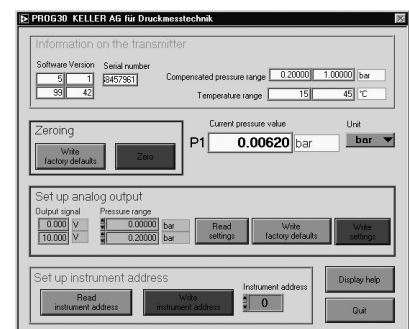 PROG30 KELLER AG für Druckmesstechnik
Information on the transmitter
Software Version Serial number
5 1 8457961
99 42
Compensated pressure range 0.20000 1.00000 bar
Temperature range 15 45 °C
Zeroing
Write factory defaults
Zero
Current pressure value Unit
P1 0.00620 bar bar
Set up analog output
Output signal Pressure range
0.000 V 0.00000 bar
10.000 V 0.20000 bar
Read settings
Write factory defaults
Write settings
Set up instrument address
Read instrument address
Write instrument address
Instrument address
0
Display help
Quit